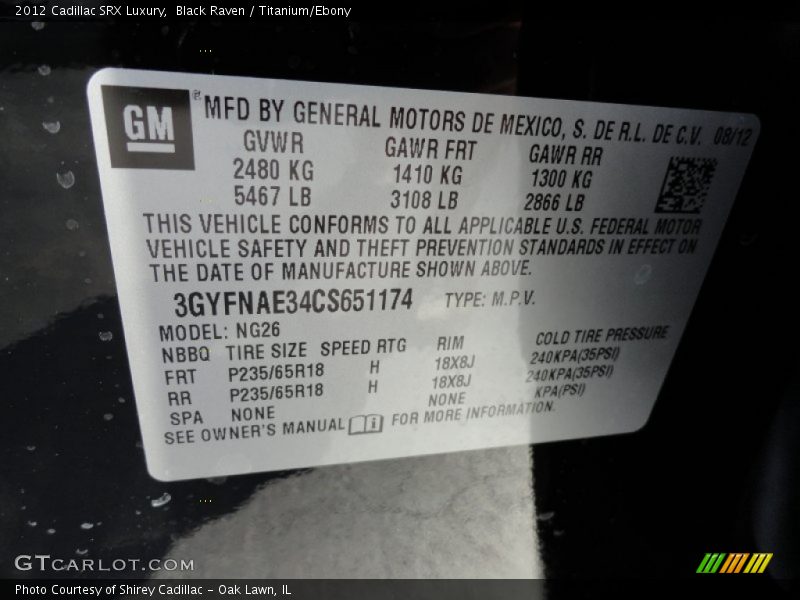 2012 Cadillac SRX Luxury, Black Raven / Titanium/Ebony
GM ® MFD BY GENERAL MOTORS DE MEXICO, S. DE R.L. DE C.V. 08/12
GVWR GAWR FRT GAWR RR
2480 KG 1410 KG 1300 KG
5467 LB 3108 LB 2866 LB
THIS VEHICLE CONFORMS TO ALL APPLICABLE U.S. FEDERAL MOTOR
VEHICLE SAFETY AND THEFT PREVENTION STANDARDS IN EFFECT ON
THE DATE OF MANUFACTURE SHOWN ABOVE.
3GYFNAE34CS651174 TYPE: M.P.V.
MODEL: NG26
NBBQ TIRE SIZE SPEED RTG RIM COLD TIRE PRESSURE
FRT P235/65R18 H 18X8J 240KPA(35PSI)
RR P235/65R18 H 18X8J 240KPA(35PSI)
SPA NONE NONE KPA(PSI)
SEE OWNER'S MANUAL FOR MORE INFORMATION.
GTCARLOT.COM
Photo Courtesy of Shirey Cadillac - Oak Lawn, IL